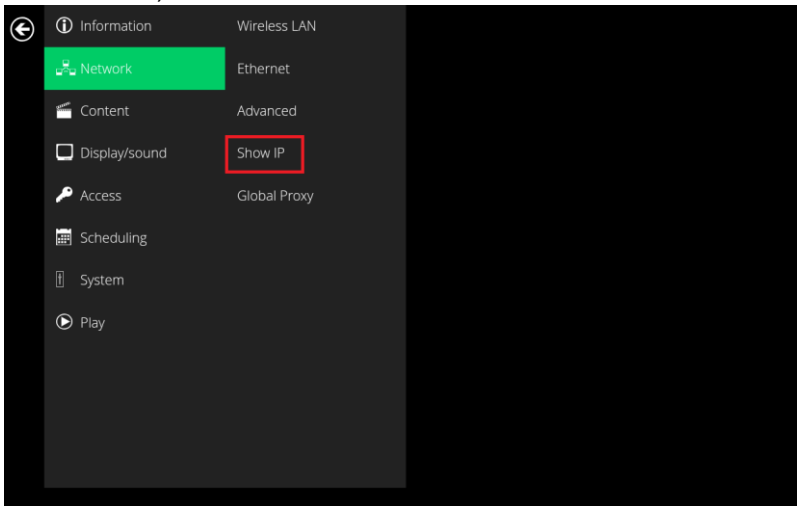 Information
Network
Content
Display/sound
Access
Scheduling
System
Play
Wireless LAN
Ethernet
Advanced
Show IP
Global Proxy